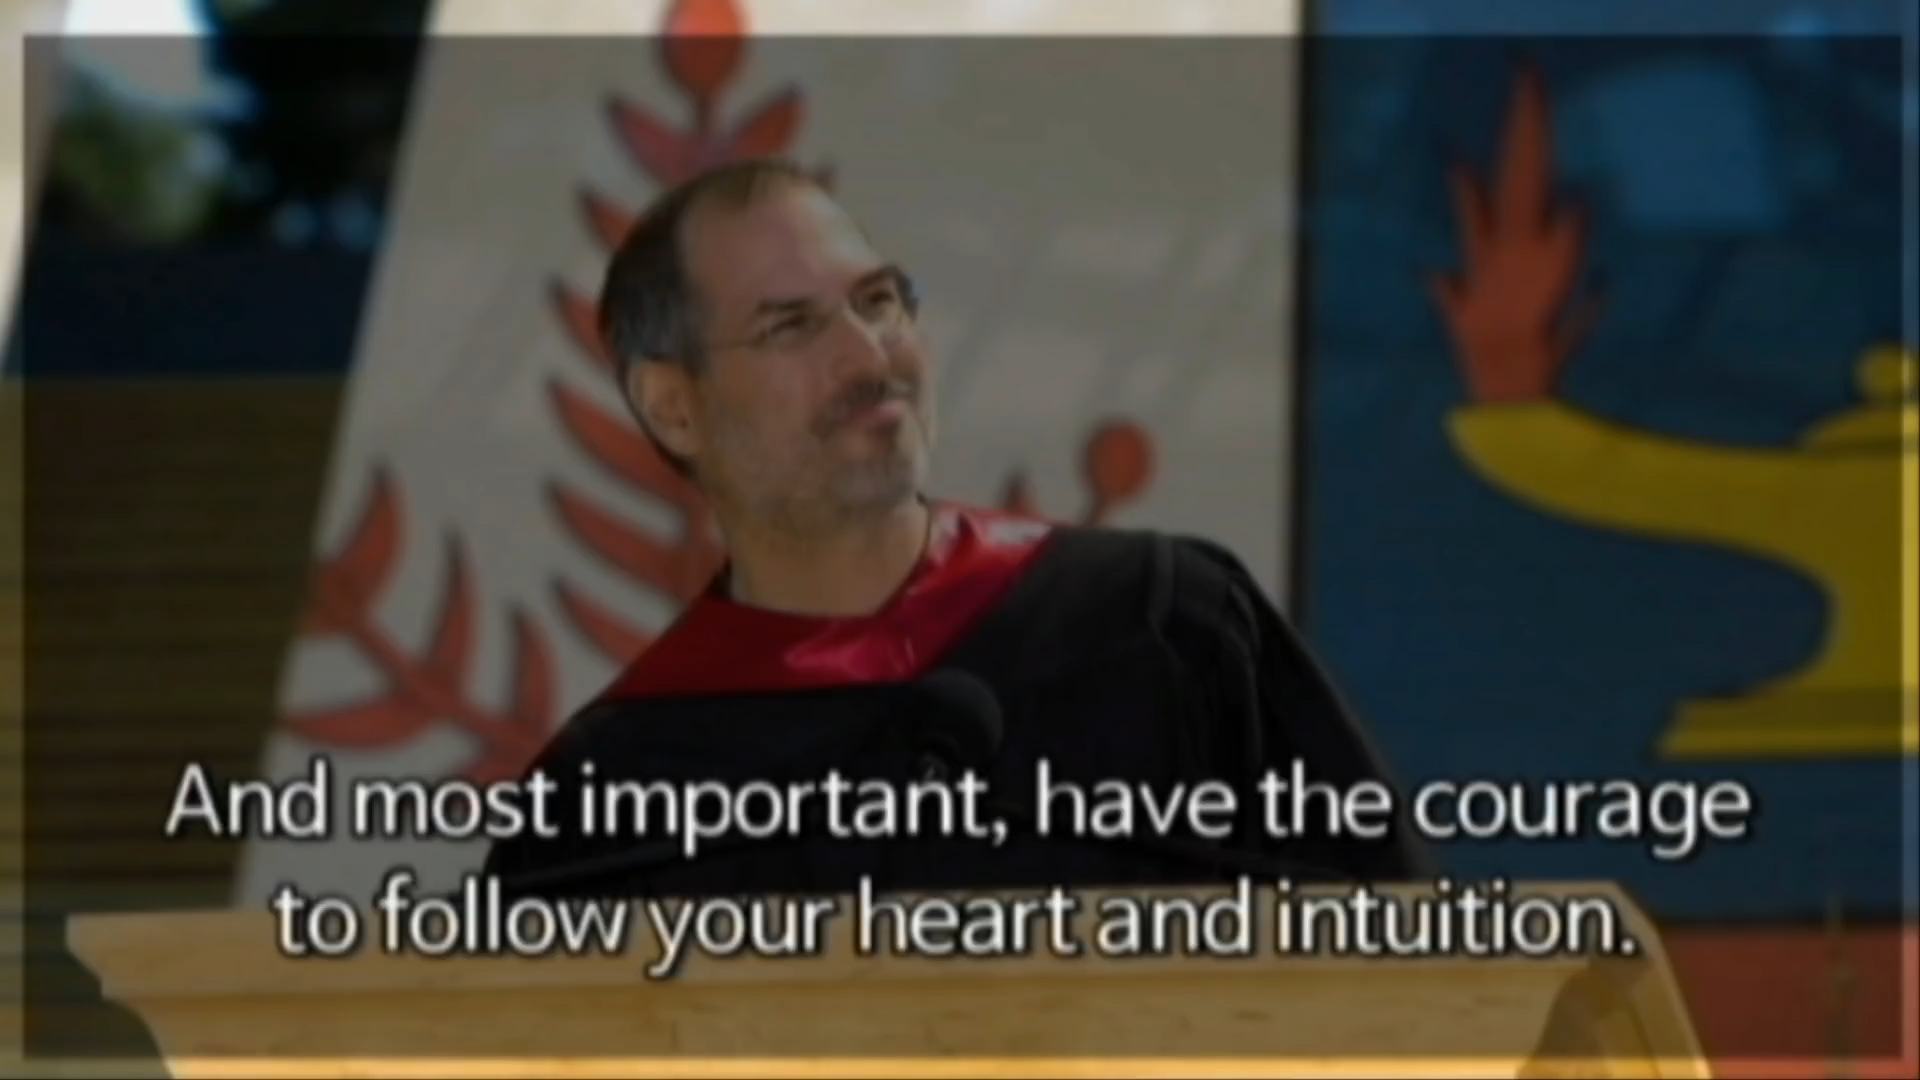 And most important, have the courage
to follow your heart and intuition.